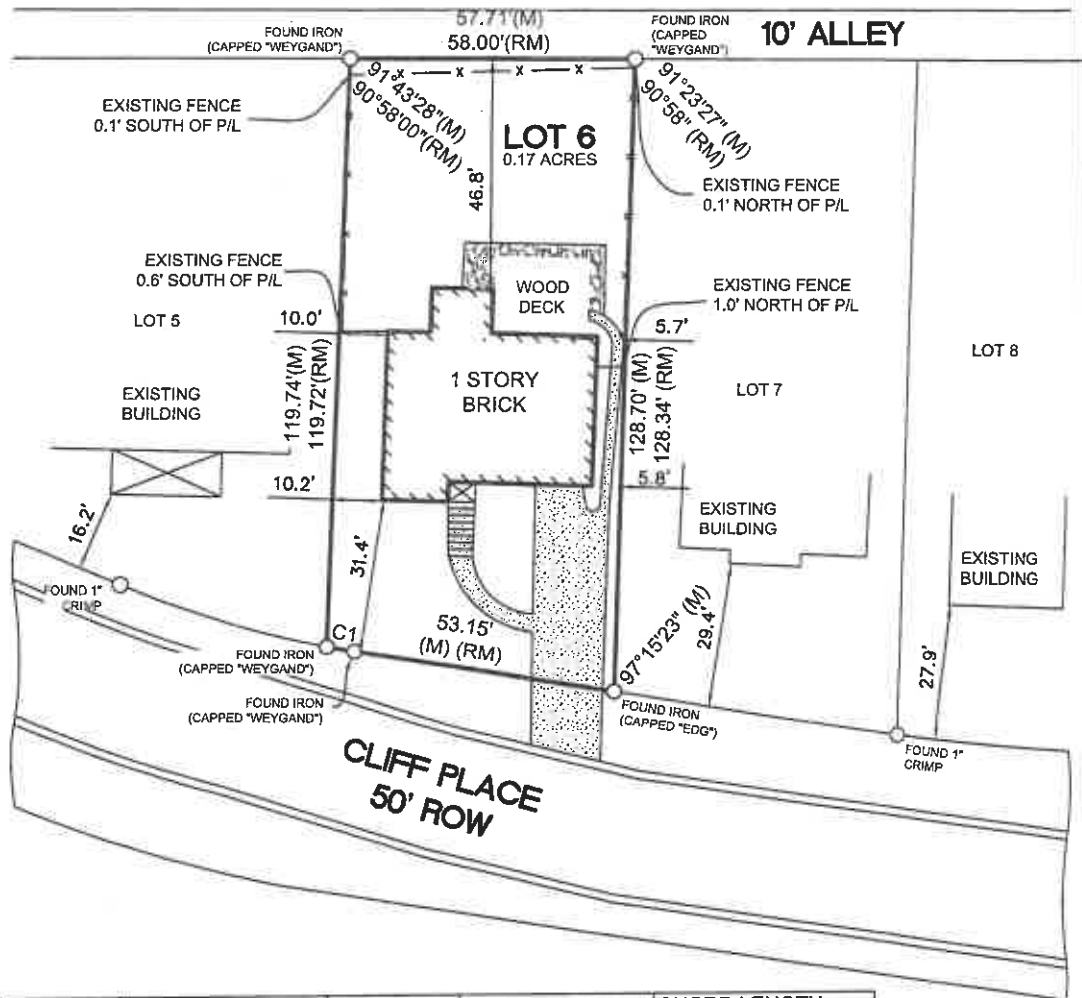 57.71'(M)
58.00'(RM)
FOUND IRON
(CAPPED "WEYGAND")
FOUND IRON
(CAPPED
"WEYGAND")
10' ALLEY
EXISTING FENCE
0.1' SOUTH OF P/L
x x x x
91°43'28"(M)
90°58'00"(RM)
LOT 6
0.17 ACRES
91°23'27" (M)
90°58" (RM)
46.8'
EXISTING FENCE
0.1' NORTH OF P/L
EXISTING FENCE
0.6' SOUTH OF P/L
WOOD
DECK
EXISTING FENCE
1.0' NORTH OF P/L
LOT 5
10.0'
5.7'
LOT 8
119.74'(M)
119.72'(RM)
1 STORY
BRICK
128.70' (M)
128.34' (RM)
LOT 7
EXISTING
BUILDING
10.2'
5.8'
16.2'
31.4'
EXISTING
BUILDING
EXISTING
BUILDING
FOUND 1"
CRIMP
C1
53.15'
(M) (RM)
97°15'23" (M)
29.4'
27.9'
FOUND IRON
(CAPPED "WEYGAND")
FOUND IRON
(CAPPED "WEYGAND")
FOUND IRON
(CAPPED "EDG")
FOUND 1"
CRIMP
CLIFF PLACE
50' ROW